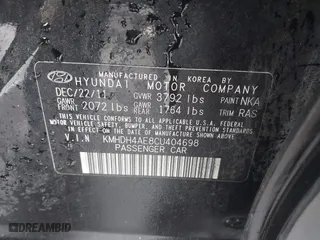 MANUFACTURED IN KOREA BY
HYUNDAI MOTOR COMPANY
DEC/22/11 GVWR 3792 lbs PAINT NKA
GAWR FRONT 2072 lbs GAWR REAR 1764 lbs TRIM RAS
THIS VEHICLE CONFORMS TO ALL APPLICABLE
FEDERAL MOTOR VEHICLE
SAFETY, BUMPER, AND THEFT PREVENTION
STANDARDS IN EFFECT ON THE DATE OF
MANUFACTURE SHOWN ABOVE.
V.I.N KMHDH4AE8CU404698
PASSENGER CAR